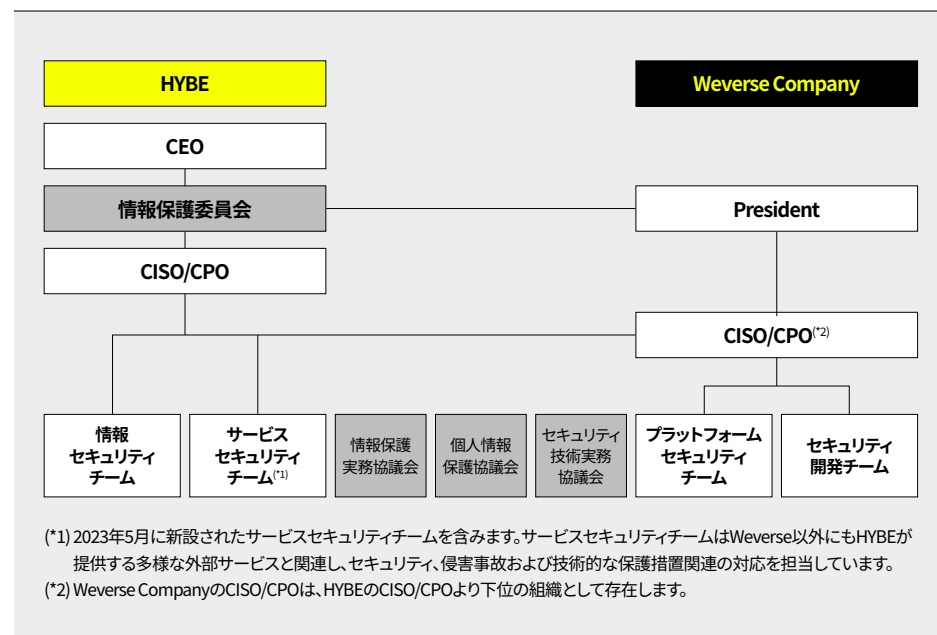 HYBE
Weverse Company
CEO
情報保護委員会
President
CISO/CPO
CISO/CPO(*2)
情報
セキュリティ
チーム
サービス
セキュリティ
チーム(*1)
情報保護
実務協議会
個人情報
保護協議会
セキュリティ
技術実務
協議会
プラットフォーム
セキュリティ
チーム
セキュリティ
開発チーム
(*1) 2023年5月に新設されたサービスセキュリティチームを含みます。サービスセキュリティチームはWeverse以外にもHYBEが
提供する多様な外部サービスと関連し、セキュリティ、侵害事故および技術的な保護措置関連の対応を担当しています。
(*2) Weverse CompanyのCISO/CPOは、HYBEのCISO/CPOより下位の組織として存在します。